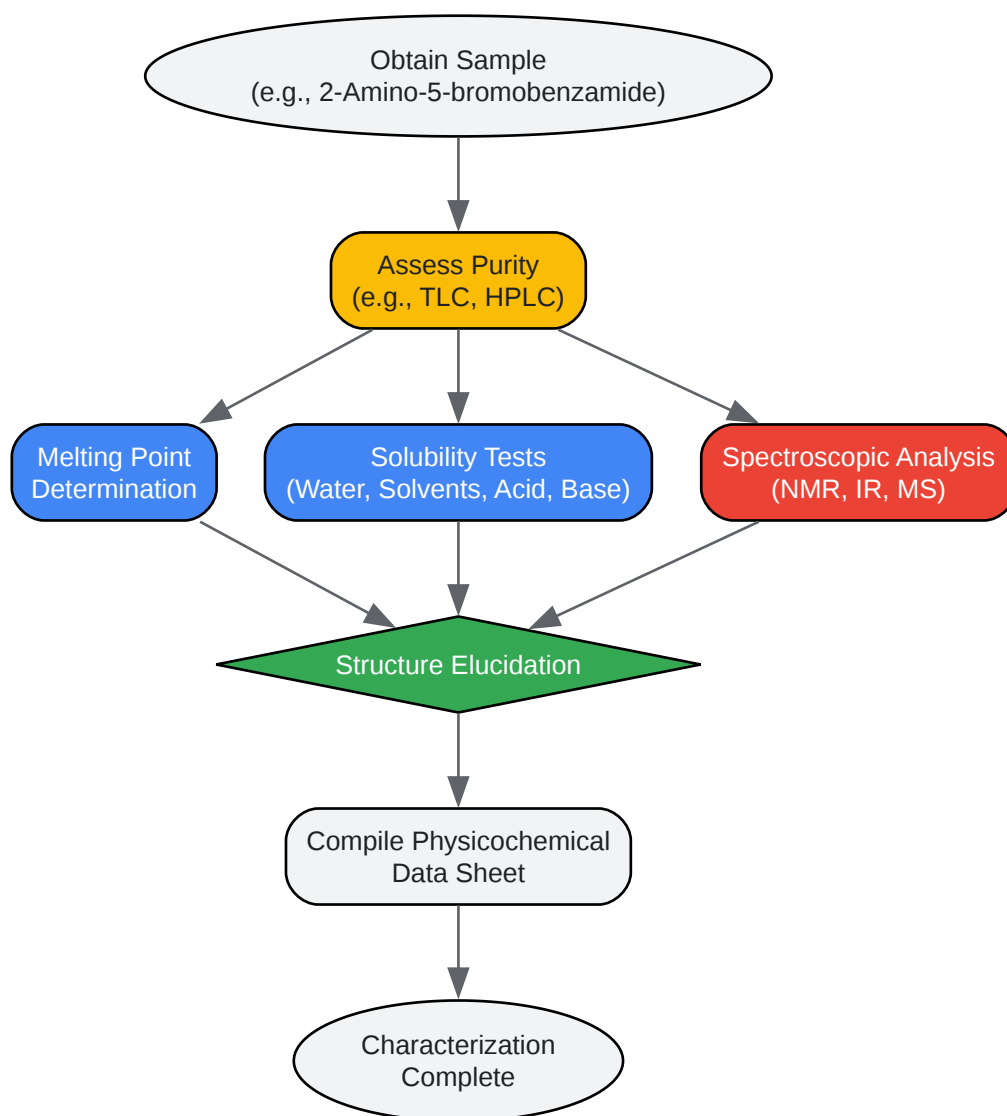 Obtain Sample
(e.g., 2-Amino-5-bromobenzamide)
Assess Purity
(e.g., TLC, HPLC)
Melting Point
Determination
Solubility Tests
(Water, Solvents, Acid, Base)
Spectroscopic Analysis
(NMR, IR, MS)
Structure Elucidation
Compile Physicochemical
Data Sheet
Characterization
Complete